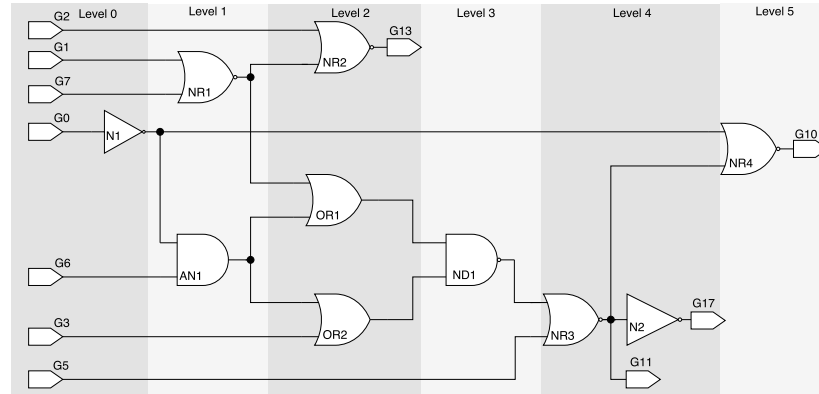 Level 0
Level 1
Level 2
Level 3
Level 4
Level 5
G2
G13
G1
NR2
G7
NR1
G0
N1
G10
NR4
OR1
G6
AN1
ND1
G3
OR2
NR3
N2
G17
G5
G11